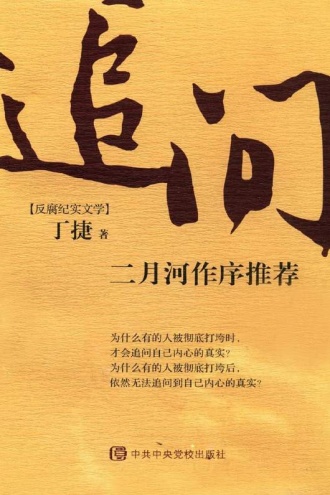 追问
【反腐纪实文学】
丁捷 著
二月河作序推荐
为什么有的人被彻底打垮时，
才会追问自己内心的真实？
为什么有的人被彻底打垮后，
依然无法追问到自己内心的真实？
中共中央党校出版社